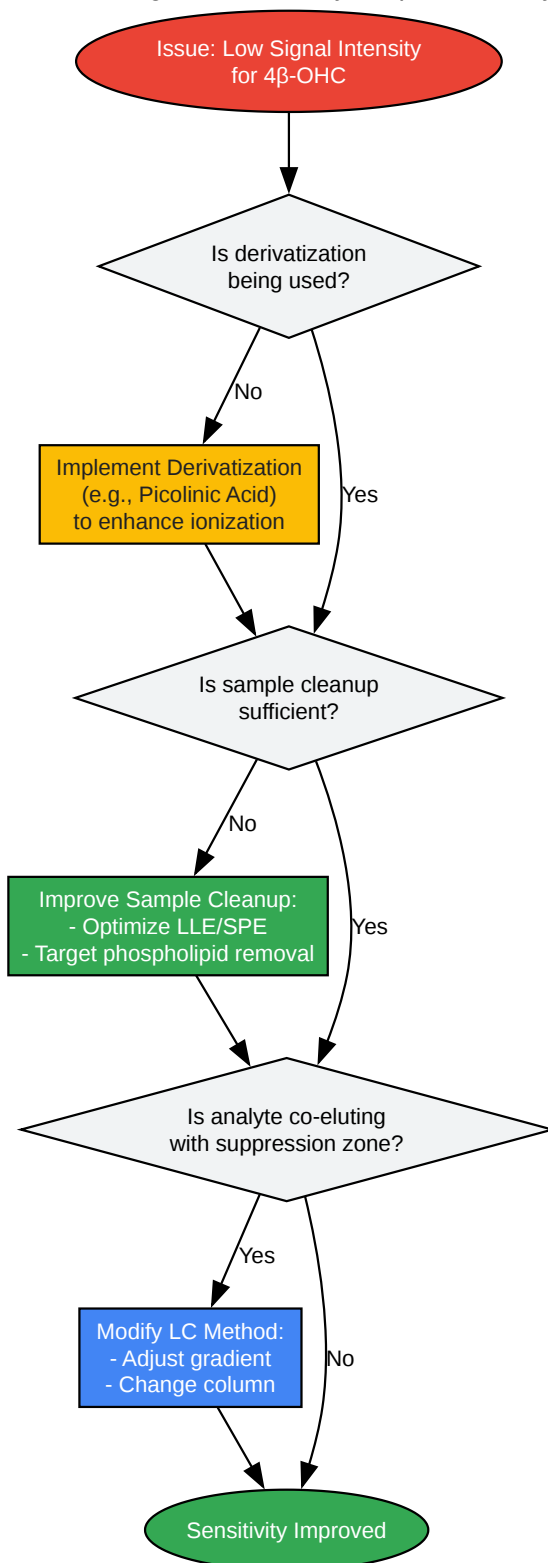 Issue: Low Signal Intensity
for 4β-OHC
Is derivatization
being used?
No
Implement Derivatization
(e.g., Picolinic Acid)
to enhance ionization
Yes
Is sample cleanup
sufficient?
No
Improve Sample Cleanup:
- Optimize LLE/SPE
- Target phospholipid removal
Yes
Is analyte co-eluting
with suppression zone?
Yes
Modify LC Method:
- Adjust gradient
- Change column
No
Sensitivity Improved